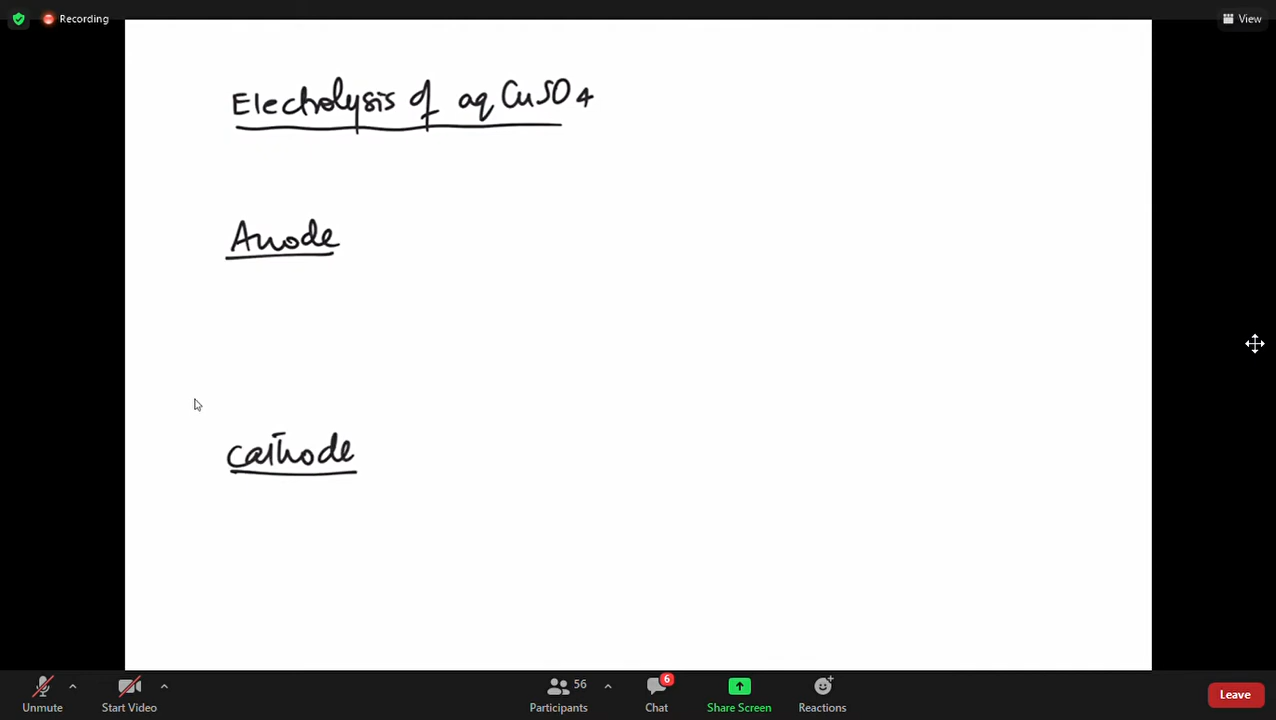 Recording
View
Electrolysis of aq CuSO4
Anode
Cathode
Unmute
Start Video
56
Participants
6
Chat
Share Screen
Reactions
Leave